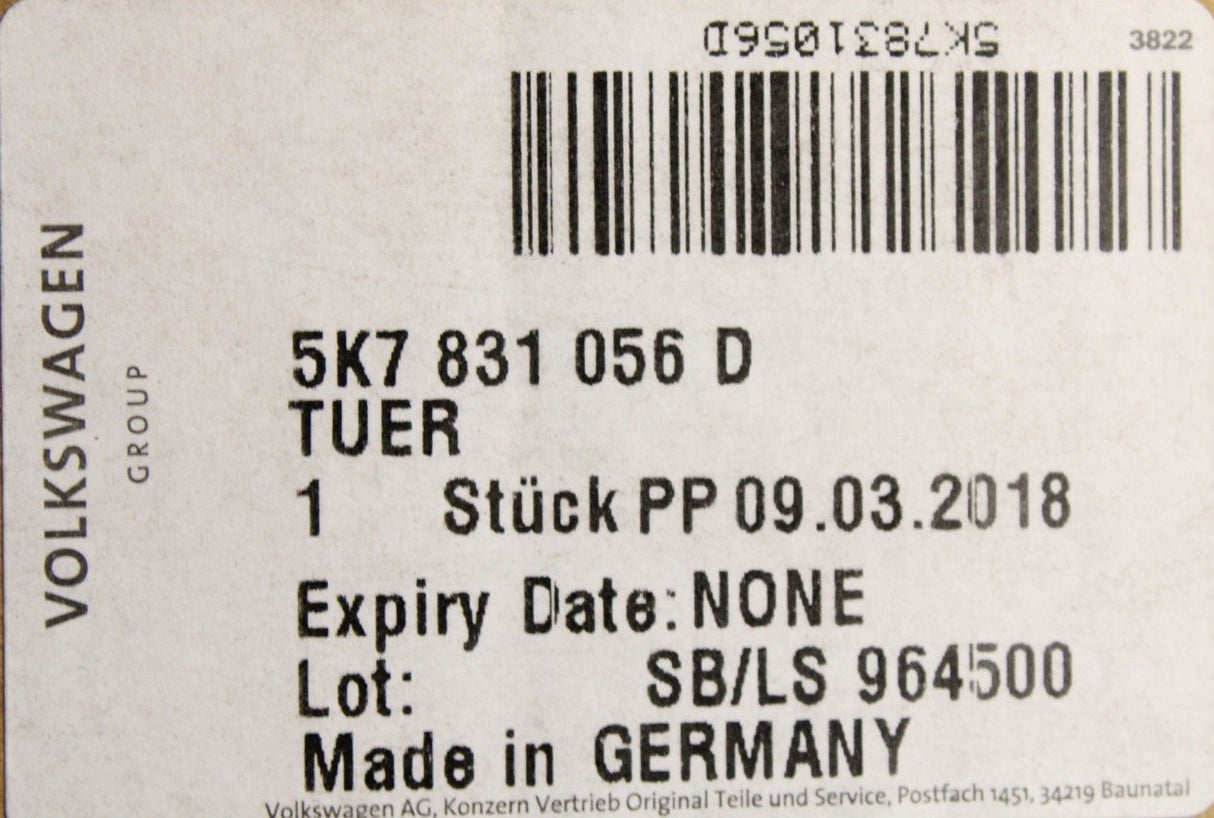 5K7831056D
3822
VOLKSWAGEN
GROUP
5K7 831 056 D
TUER
1 Stück PP 09.03.2018
Expiry Date: NONE
Lot: SB/LS 964500
Made in GERMANY
Volkswagen AG, Konzern Vertrieb Original Teile und Service, Postfach 1451, 34219 Baunatal